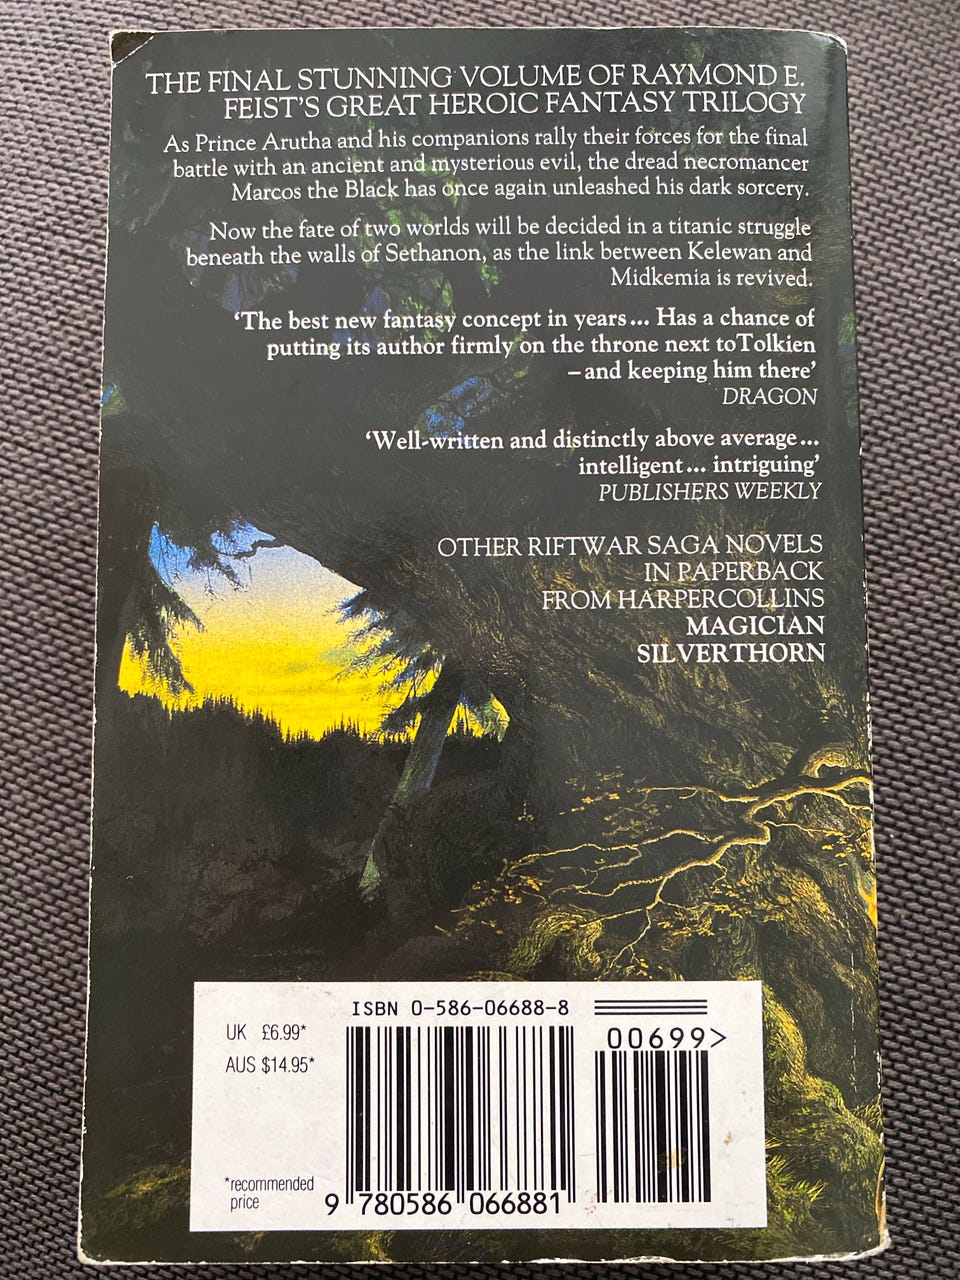 THE FINAL STUNNING VOLUME OF RAYMOND E.
FEIST'S GREAT HEROIC FANTASY TRILOGY
As Prince Arutha and his companions rally their forces for the final
battle with an ancient and mysterious evil, the dread necromancer
Marcos the Black has once again unleashed his dark sorcery.
Now the fate of two worlds will be decided in a titanic struggle
beneath the walls of Sethanon, as the link between Kelewan and
Midkemia is revived.
‘The best new fantasy concept in years... Has a chance of
putting its author firmly on the throne next toTolkien
–and keeping him there’
DRAGON
‘Well-written and distinctly above average...
intelligent... intriguing’
PUBLISHERS WEEKLY
OTHER RIFTWAR SAGA NOVELS
IN PAPERBACK
FROM HARPERCOLLINS
MAGICIAN
SILVERTHORN
ISBN 0-586-06688-8
UK £6.99*
AUS $14.95*
00699>
*recommended
price
9 780586 066881